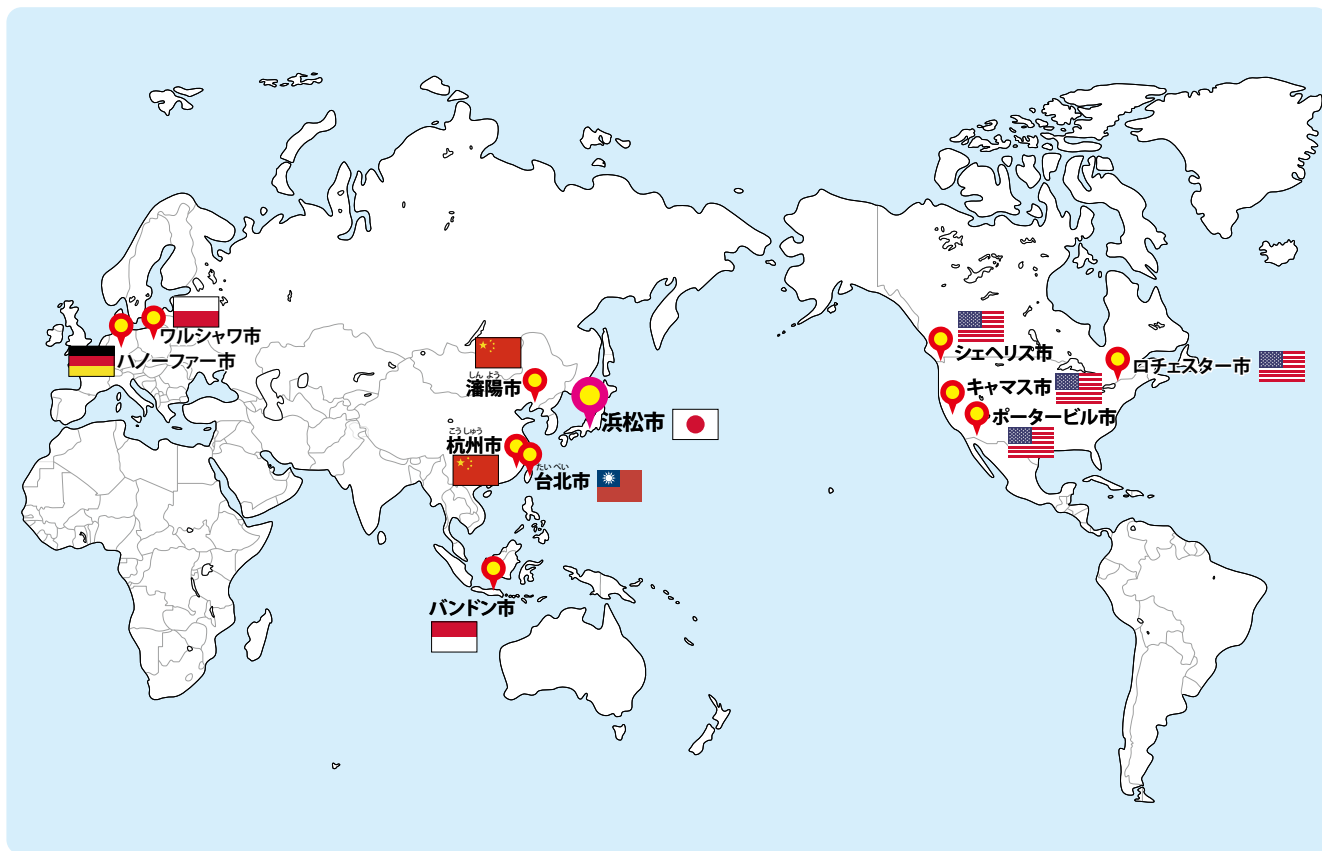 ワルシャワ市
ハノーファー市
しんよう
瀋陽市
浜松市
こうしゅう
杭州市
たいぺい
台北市
バンドン市
シェヘリス市
ロチェスター市
キャマス市
ポータービル市